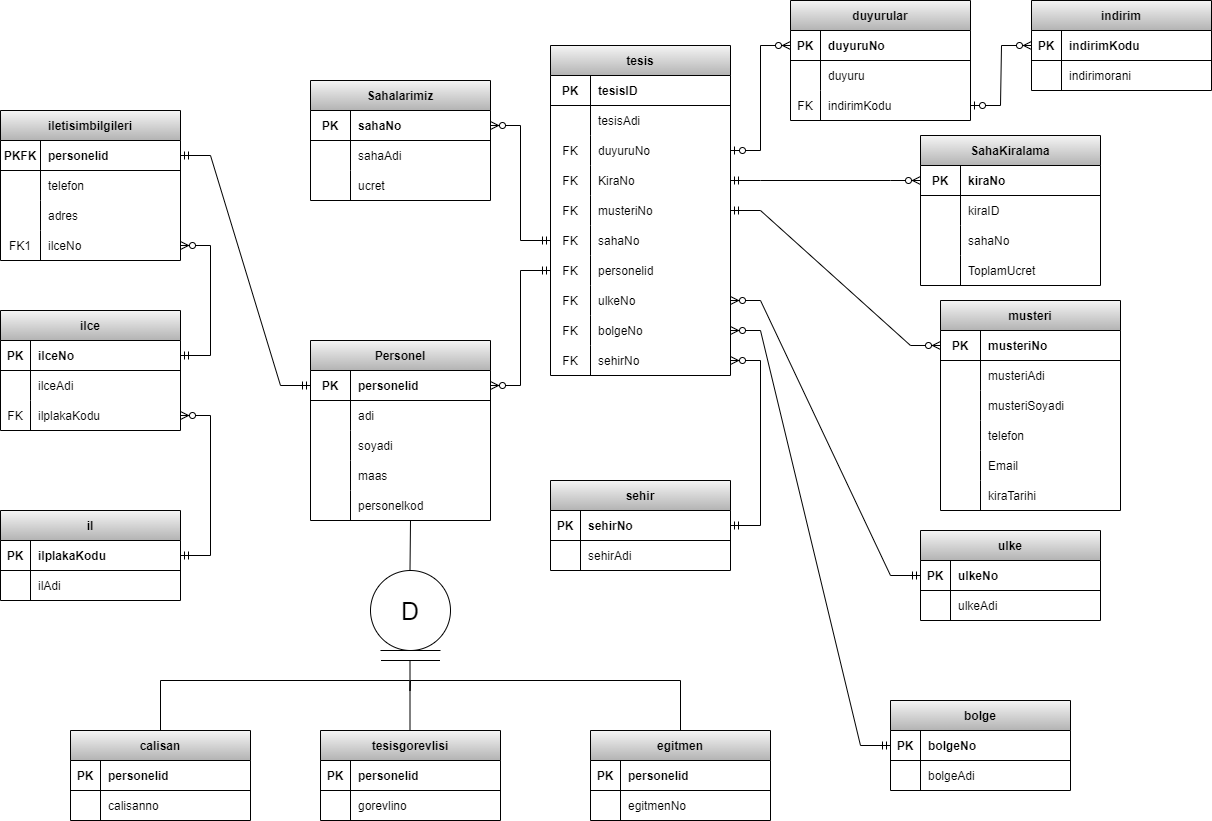 duyurular
PK duyuruNo
duyuru
FK indirimKodu
indirim
PK indirimKodu
indirimorani
tesis
PK tesisID
tesisAdi
FK duyuruNo
FK KiraNo
FK musteriNo
FK sahaNo
FK personelid
FK ulkeNo
FK bolgeNo
FK sehirNo
Sahalarimiz
PK sahaNo
sahaAdi
ucret
iletisimbilgileri
PKFK personelid
telefon
adres
FK1 ilceNo
SahaKiralama
PK kiraNo
kiraID
sahaNo
ToplamUcret
musteri
PK musteriNo
musteriAdi
musteriSoyadi
telefon
Email
kiraTarihi
ilce
PK ilceNo
ilceAdi
FK ilplakaKodu
Personel
PK personelid
adi
soyadi
maas
personelkod
sehir
PK sehirNo
sehirAdi
il
PK ilplakaKodu
ilAdi
ulke
PK ulkeNo
ulkeAdi
D
bolge
PK bolgeNo
bolgeAdi
calisan
PK personelid
calisanno
tesisgorevlisi
PK personelid
gorevlino
egitmen
PK personelid
egitmenNo